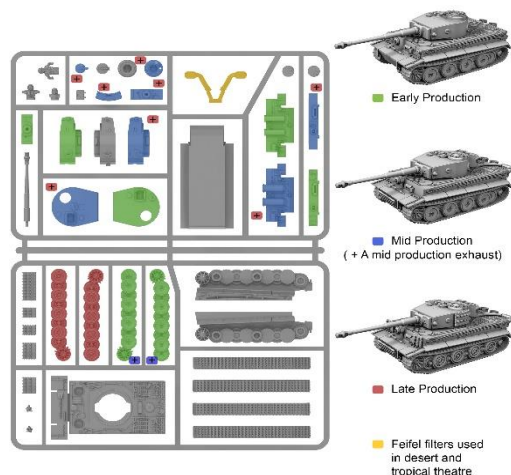 Early Production
Mid Production
( + A mid production exhaust)
Late Production
Feifel filters used
in desert and
tropical theatre